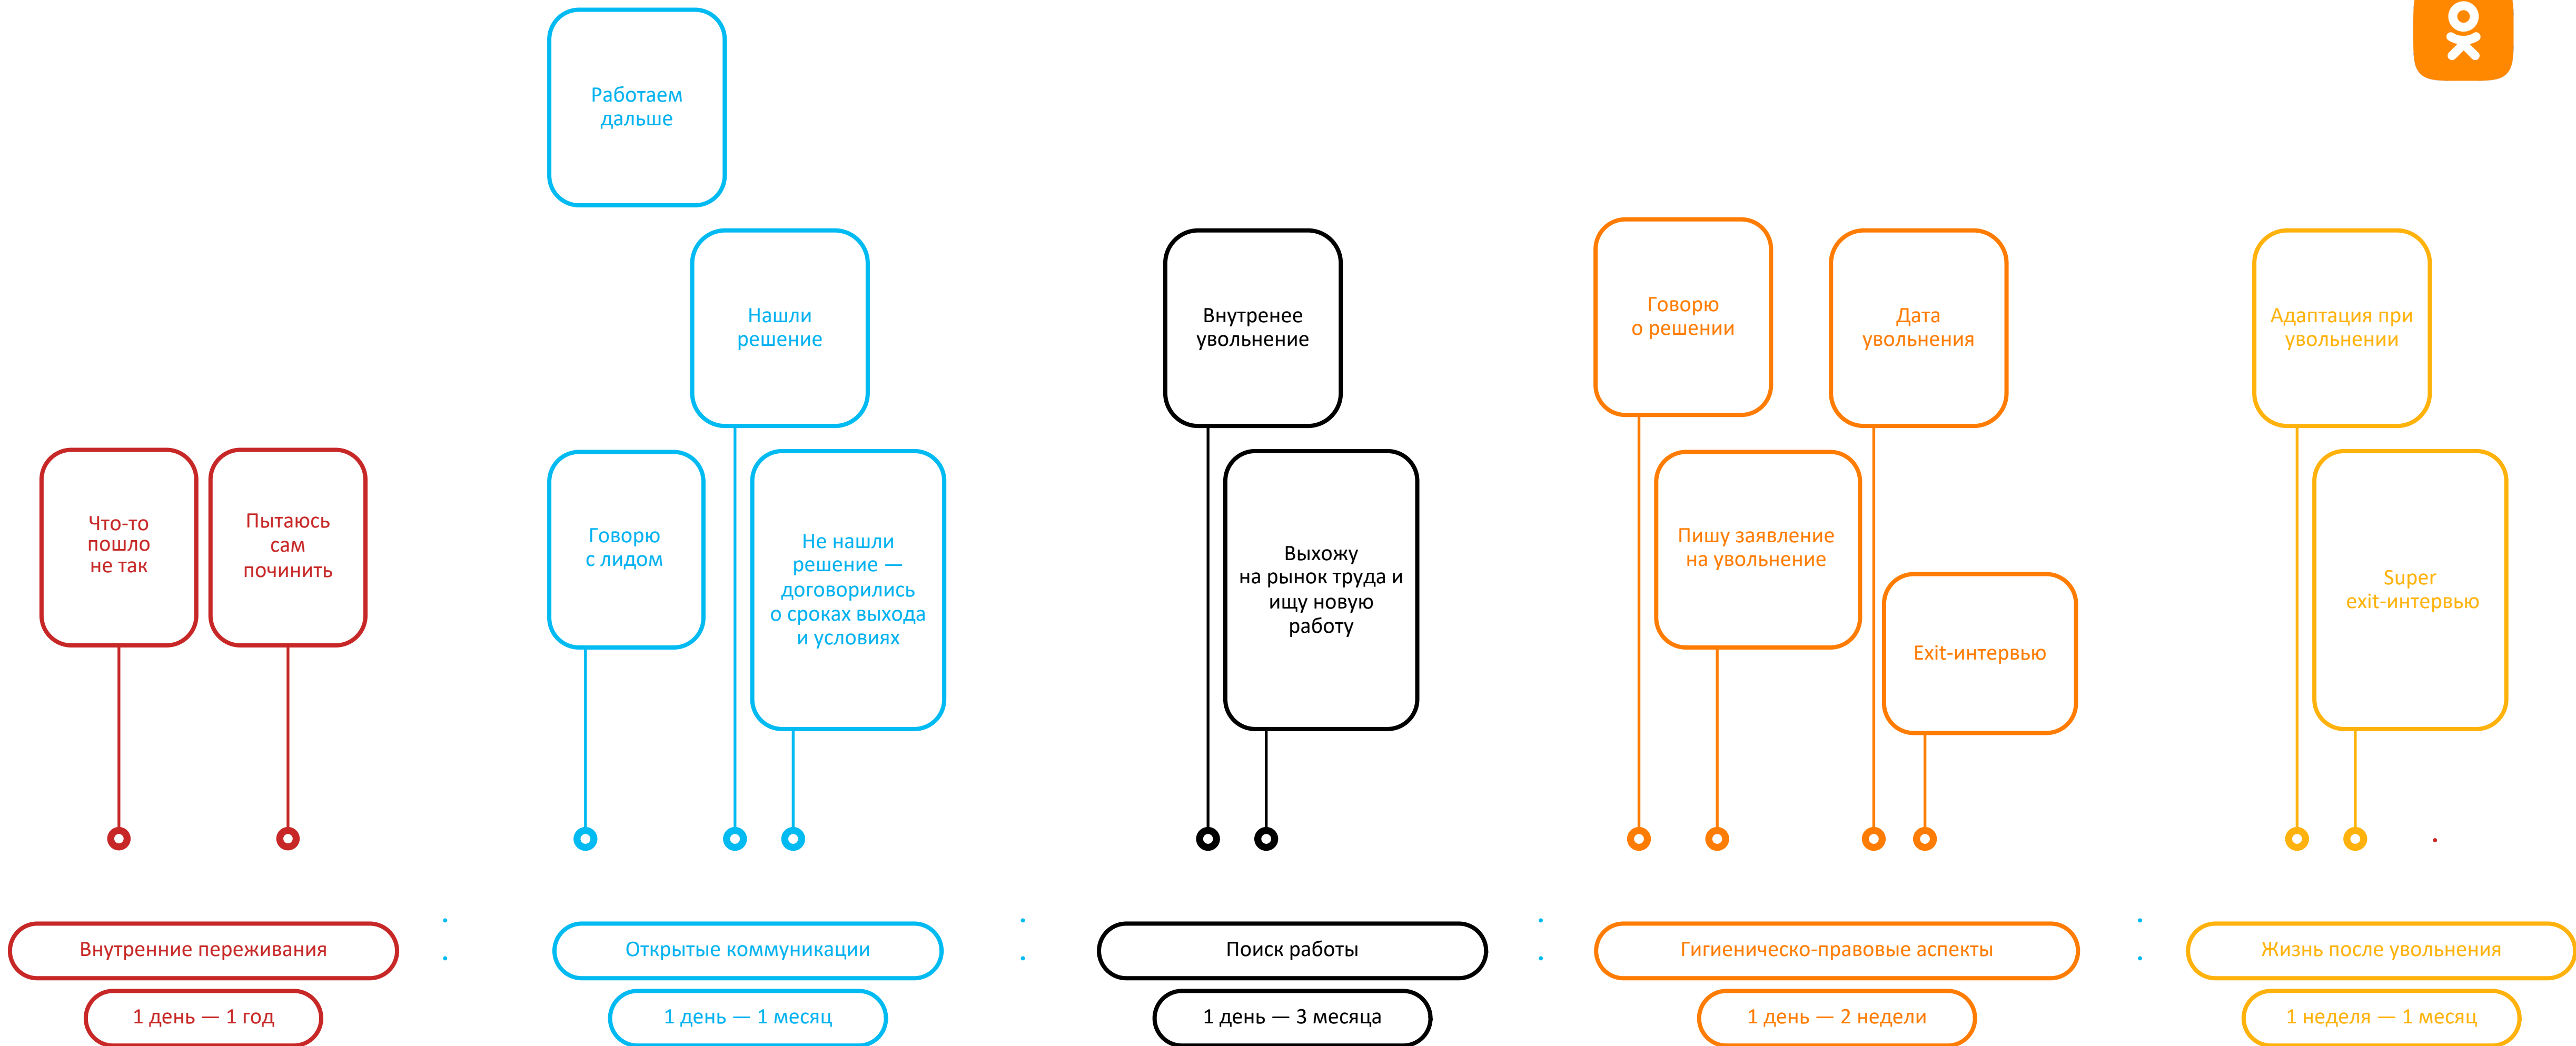 Работаем
дальше
Нашли
решение
Внутренее
увольнение
Говорю
о решении
Дата
увольнения
Адаптация при
увольнении
Что-то
пошло
не так
Пытаюсь
сам
починить
Говорю
с лидом
Не нашли
решение —
договорились
о сроках выхода
и условиях
Выхожу
на рынок труда и
ищу новую
работу
Пишу заявление
на увольнение
Exit-интервью
Super
exit-интервью
Внутренние переживания
Открытые коммуникации
Поиск работы
Гигиеническо-правовые аспекты
Жизнь после увольнения
1 день — 1 год
1 день — 1 месяц
1 день — 3 месяца
1 день — 2 недели
1 неделя — 1 месяц